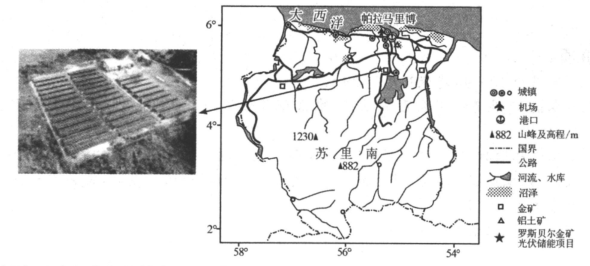 大西洋
帕拉马里博
6°
4°
2°
1230▲
苏里南
▲882
58°
56°
54°
城镇
机场
港口
▲882 山峰及高程/m
国界
公路
河流、水库
沼泽
金矿
铝土矿
罗斯贝尔金矿
光伏储能项目